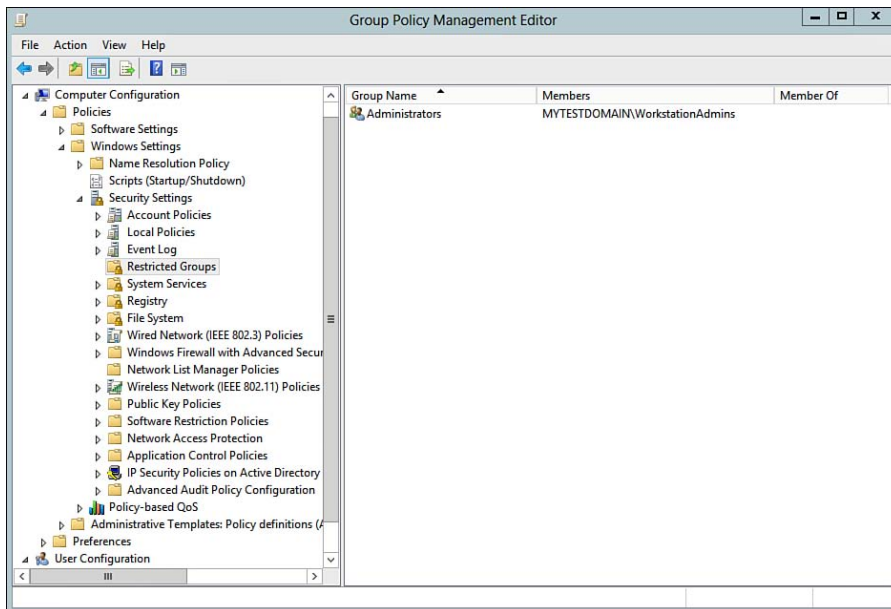 Group Policy Management Editor
File Action View Help
Computer Configuration
Policies
Software Settings
Windows Settings
Name Resolution Policy
Scripts (Startup/Shutdown)
Security Settings
Account Policies
Local Policies
Event Log
Restricted Groups
System Services
Registry
File System
Wired Network (IEEE 802.3) Policies
Windows Firewall with Advanced Secur
Network List Manager Policies
Wireless Network (IEEE 802.11) Policies
Public Key Policies
Software Restriction Policies
Network Access Protection
Application Control Policies
IP Security Policies on Active Directory
Advanced Audit Policy Configuration
Policy-based QoS
Administrative Templates: Policy definitions (A
Preferences
User Configuration
Group Name Members Member Of
Administrators MYTESTDOMAIN\WorkstationAdmins